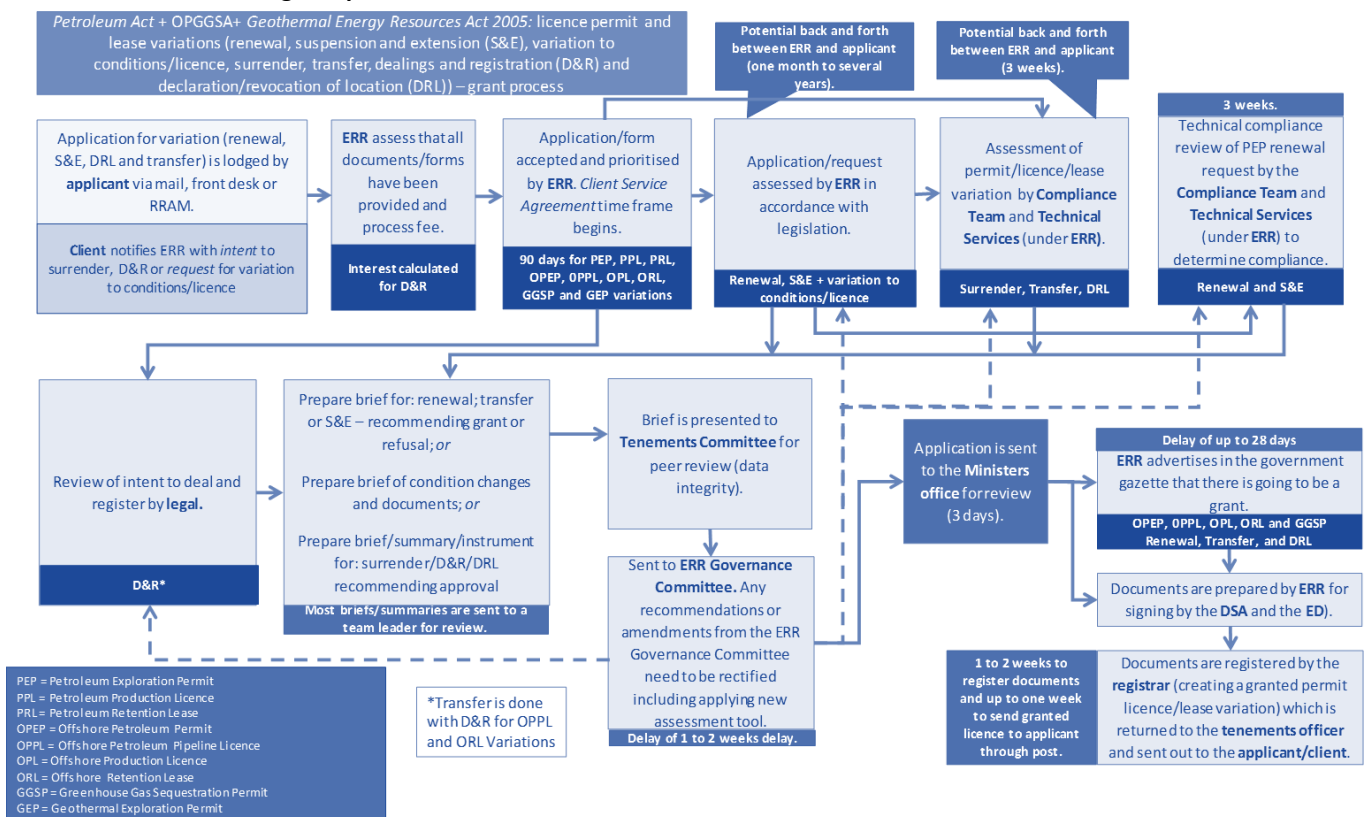 Petroleum Act + OPGGSA+ Geothermal Energy Resources Act 2005: licence permit and
lease variations (renewal, suspension and extension (S&E), variation to
conditions/licence, surrender, transfer, dealings and registration (D&R) and
declaration/revocation of location (DRL)) – grant process
Potential back and forth
between ERR and applicant
(one month to several
years).
Potential back and forth
between ERR and applicant
(3 weeks).
Application for variation (renewal,
S&E, DRL and transfer) is lodged by
applicant via mail, front desk or
RRAM.
Client notifies ERR with intent to
surrender, D&R or request for variation
to conditions/licence
ERR assess that all
documents/forms
have been
provided and
process fee.
Interest calculated
for D&R
Application/form
accepted and prioritised
by ERR. Client Service
Agreement time frame
begins.
90 days for PEP, PPL, PRL,
OPEP, 0PPL, OPL, ORL,
GGSP and GEP variations
Application/request
assessed by ERR in
accordance with
legislation.
Renewal, S&E + variation to
conditions/licence
Assessment of
permit/licence/lease
variation by Compliance
Team and Technical
Services (under ERR).
Surrender, Transfer, DRL
3 weeks.
Technical compliance
review of PEP renewal
request by the
Compliance Team and
Technical Services
(under ERR) to
determine compliance.
Renewal and S&E
Review of intent to deal and
register by legal.
D&R*
Prepare brief for: renewal; transfer
or S&E – recommending grant or
refusal; or
Prepare brief of condition changes
and documents; or
Prepare brief/summary/instrument
for: surrender/D&R/DRL
recommending approval
Most briefs/summaries are sent to a
team leader for review.
Brief is presented to
Tenements Committee for
peer review (data
integrity).
Sent to ERR Governance
Committee. Any
recommendations or
amendments from the ERR
Governance Committee
need to be rectified
including applying new
assessment tool.
Delay of 1 to 2 weeks delay.
Application is sent
to the Ministers
office for review
(3 days).
Delay of up to 28 days
ERR advertises in the government
gazette that there is going to be a
grant.
OPEP, 0PPL, OPL, ORL and GGSP
Renewal, Transfer, and DRL
Documents are prepared by ERR for
signing by the DSA and the ED).
1 to 2 weeks to
register documents
and up to one week
to send granted
licence to applicant
through post.
Documents are registered by the
registrar (creating a granted permit
licence/lease variation) which is
returned to the tenements officer
and sent out to the applicant/client.
PEP = Petroleum Exploration Permit
PPL = Petroleum Production Licence
PRL = Petroleum Retention Lease
OPEP = Offshore Petroleum Permit
OPPL = Offshore Petroleum Pipeline Licence
OPL = Offshore Production Licence
ORL = Offshore Retention Lease
GGSP = Greenhouse Gas Sequestration Permit
GEP = Geothermal Exploration Permit
*Transfer is done
with D&R for OPPL
and ORL Variations